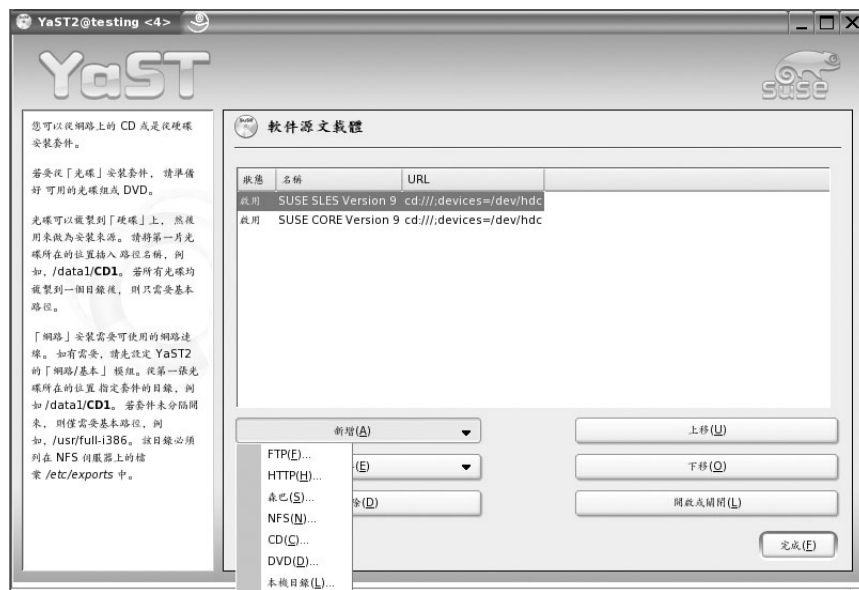 YaST2@testing <4>
YaST
SUSE
您可以從網路上的 CD 或是從硬碟
安裝套件。
若要從「光碟」安裝套件， 請準備
好 可用的光碟組或 DVD。
光碟可以複製到「硬碟」上， 然後
用來做為安裝來源。 請將第一片光
碟所在的位置插入 路徑名稱，例
如，/data1/CD1。 若所有光碟均
複製到一個目錄後， 則只需要基本
路徑。
「網路」安裝需要可使用的網路連
線。 如有需要，請先設定 YaST2
的「網路/基本」 模組。從第一張光
碟所在的位置 指定套件的目錄，例
如 /data1/CD1。 若套件未分隔開
來， 則僅需要基本路徑，例
如，/usr/full-i386。 該目錄必須
列在 NFS 伺服器上的檔
案 /etc/exports 中。
軟件源文載體
狀態 名稱 URL
啟用 SUSE SLES Version 9 cd:///;devices=/dev/hdc
啟用 SUSE CORE Version 9 cd:///;devices=/dev/hdc
新增(A)
上移(U)
(E)
下移(O)
除(D)
開啟或關閉(L)
FTP(F)...
HTTP(H)...
森巴(S)...
NFS(N)...
CD(C)...
DVD(D)...
本機目錄(L)...
完成(F)